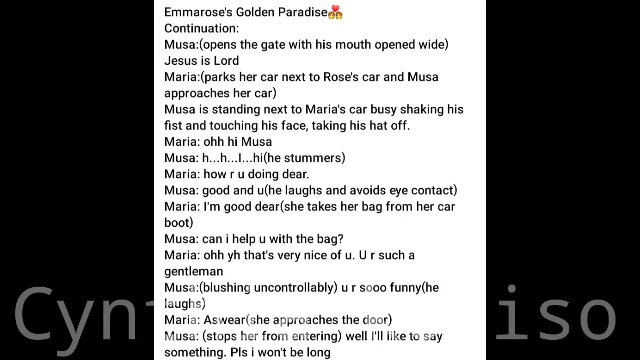 Emmarose's Golden Paradise💑
Continuation:
Musa:(opens the gate with his mouth opened wide)
Jesus is Lord
Maria:(parks her car next to Rose's car and Musa
approaches her car)
Musa is standing next to Maria's car busy shaking his
fist and touching his face, taking his hat off.
Maria: ohh hi Musa
Musa: h...h...I...hi(he stummers)
Maria: how r u doing dear.
Musa: good and u(he laughs and avoids eye contact)
Maria: I'm good dear(she takes her bag from her car
boot)
Musa: can i help u with the bag?
Maria: ohh yh that's very nice of u. U r such a
gentleman
Musa:(blushing uncontrollably) u r sooo funny(he
laughs)
Maria: Aswear(she approaches the door)
Musa: (stops her from entering) well I'll like to say
something. Pls i won't be long